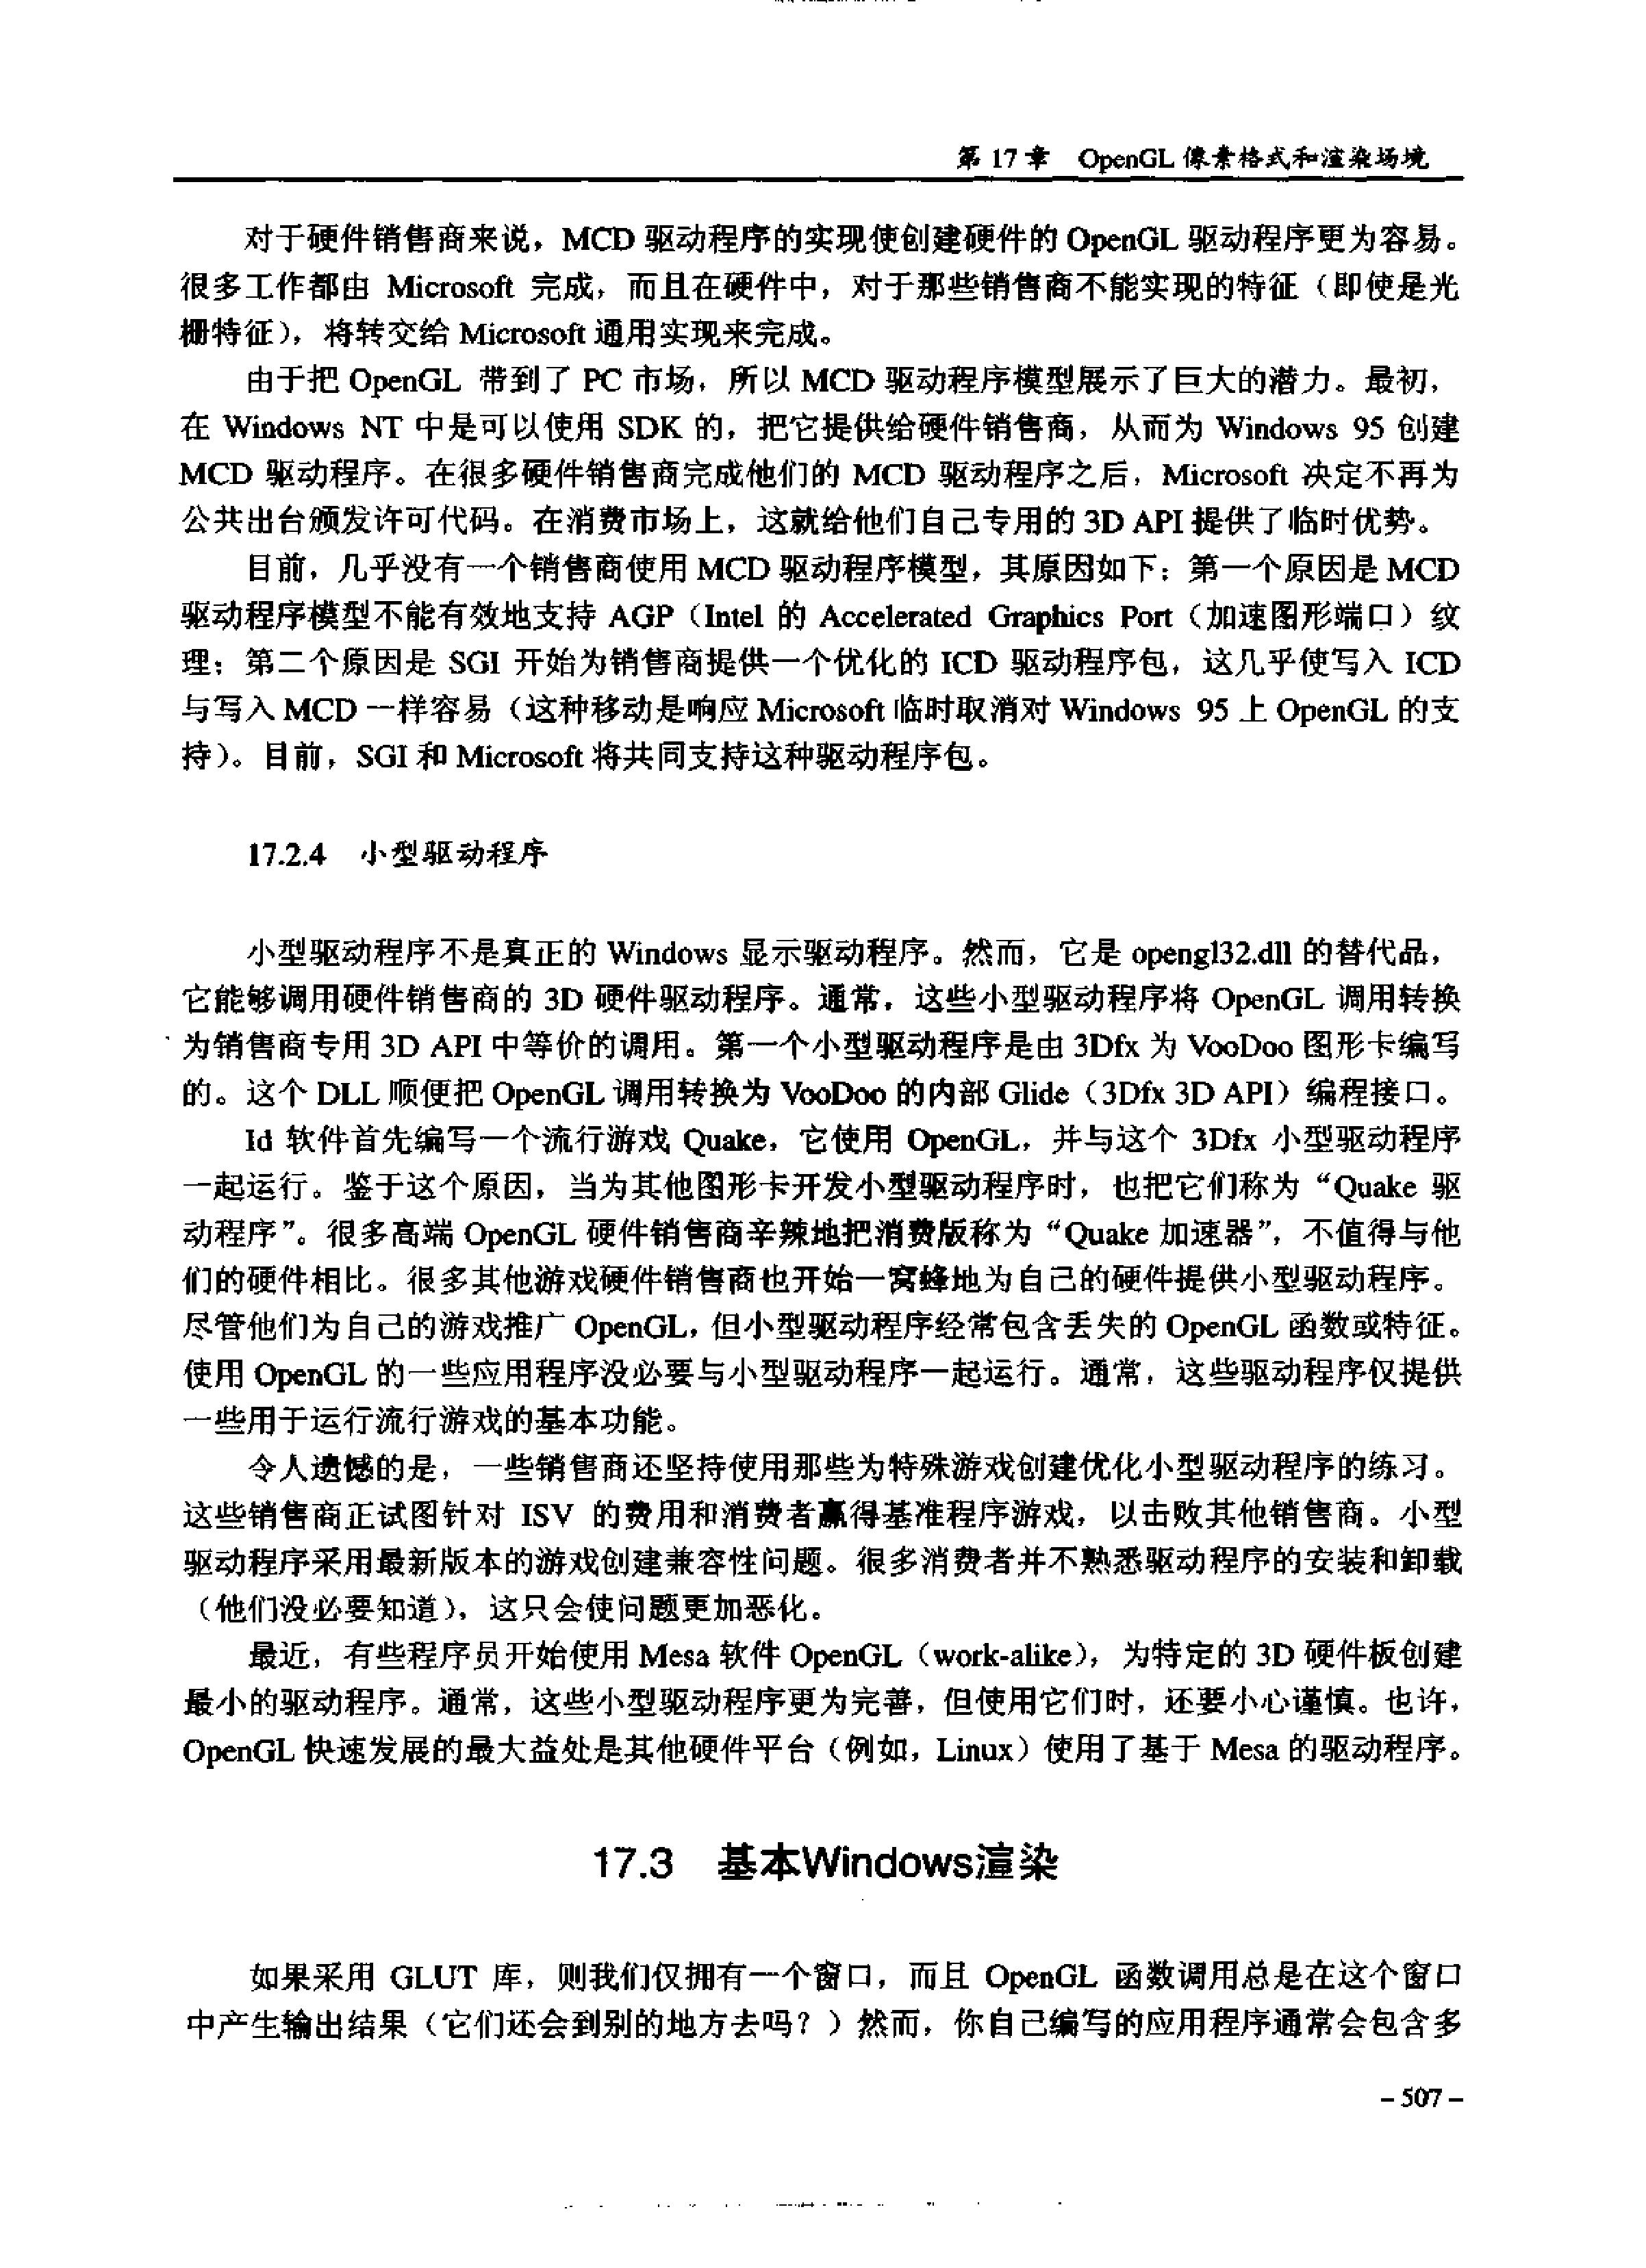 第 17 章 OpenGL 像素格式和渲染场境
对于硬件销售商来说，MCD 驱动程序的实现使创建硬件的 OpenGL 驱动程序更为容易。
很多工作都由 Microsoft 完成，而且在硬件中，对于那些销售商不能实现的特征（即使是光
栅特征），将转交给 Microsoft 通用实现来完成。
由于把 OpenGL 带到了 PC 市场，所以 MCD 驱动程序模型展示了巨大的潜力。最初，
在 Windows NT 中是可以使用 SDK 的，把它提供给硬件销售商，从而为 Windows 95 创建
MCD 驱动程序。在很多硬件销售商完成他们的 MCD 驱动程序之后，Microsoft 决定不再为
公共出台颁发许可代码。在消费市场上，这就给他们自己专用的 3D API 提供了临时优势。
目前，几乎没有一个销售商使用 MCD 驱动程序模型，其原因如下：第一个原因是 MCD
驱动程序模型不能有效地支持 AGP（Intel 的 Accelerated Graphics Port（加速图形端口）纹
理；第二个原因是 SGI 开始为销售商提供一个优化的 ICD 驱动程序包，这几乎使写入 ICD
与写入 MCD 一样容易（这种移动是响应 Microsoft 临时取消对 Windows 95 上 OpenGL 的支
持）。目前，SGI 和 Microsoft 将共同支持这种驱动程序包。
17.2.4 小型驱动程序
小型驱动程序不是真正的 Windows 显示驱动程序。然而，它是 opengl32.dll 的替代品，
它能够调用硬件销售商的 3D 硬件驱动程序。通常，这些小型驱动程序将 OpenGL 调用转换
为销售商专用 3D API 中等价的调用。第一个小型驱动程序是由 3Dfx 为 VooDoo 图形卡编写
的。这个 DLL 顺便把 OpenGL 调用转换为 VooDoo 的内部 Glide（3Dfx 3D API）编程接口。
Id 软件首先编写一个流行游戏 Quake，它使用 OpenGL，并与这个 3Dfx 小型驱动程序
一起运行。鉴于这个原因，当为其他图形卡开发小型驱动程序时，也把它们称为“Quake 驱
动程序”。很多高端 OpenGL 硬件销售商辛辣地把消费版称为“Quake 加速器”，不值得与他
们的硬件相比。很多其他游戏硬件销售商也开始一窝蜂地为自己的硬件提供小型驱动程序。
尽管他们为自己的游戏推广 OpenGL，但小型驱动程序经常包含丢失的 OpenGL 函数或特征。
使用 OpenGL 的一些应用程序没必要与小型驱动程序一起运行。通常，这些驱动程序仅提供
一些用于运行流行游戏的基本功能。
令人遗憾的是，一些销售商还坚持使用那些为特殊游戏创建优化小型驱动程序的练习。
这些销售商正试图针对 ISV 的费用和消费者赢得基准程序游戏，以击败其他销售商。小型
驱动程序采用最新版本的游戏创建兼容性问题。很多消费者并不熟悉驱动程序的安装和卸载
（他们没必要知道），这只会使问题更加恶化。
最近，有些程序员开始使用 Mesa 软件 OpenGL（work-alike），为特定的 3D 硬件板创建
最小的驱动程序。通常，这些小型驱动程序更为完善，但使用它们时，还要小心谨慎。也许，
OpenGL 快速发展的最大益处是其他硬件平台（例如，Linux）使用了基于 Mesa 的驱动程序。
17.3 基本Windows渲染
如果采用 GLUT 库，则我们仅拥有一个窗口，而且 OpenGL 函数调用总是在这个窗口
中产生输出结果（它们还会到别的地方去吗？）然而，你自己编写的应用程序通常会包含多
- 507 -